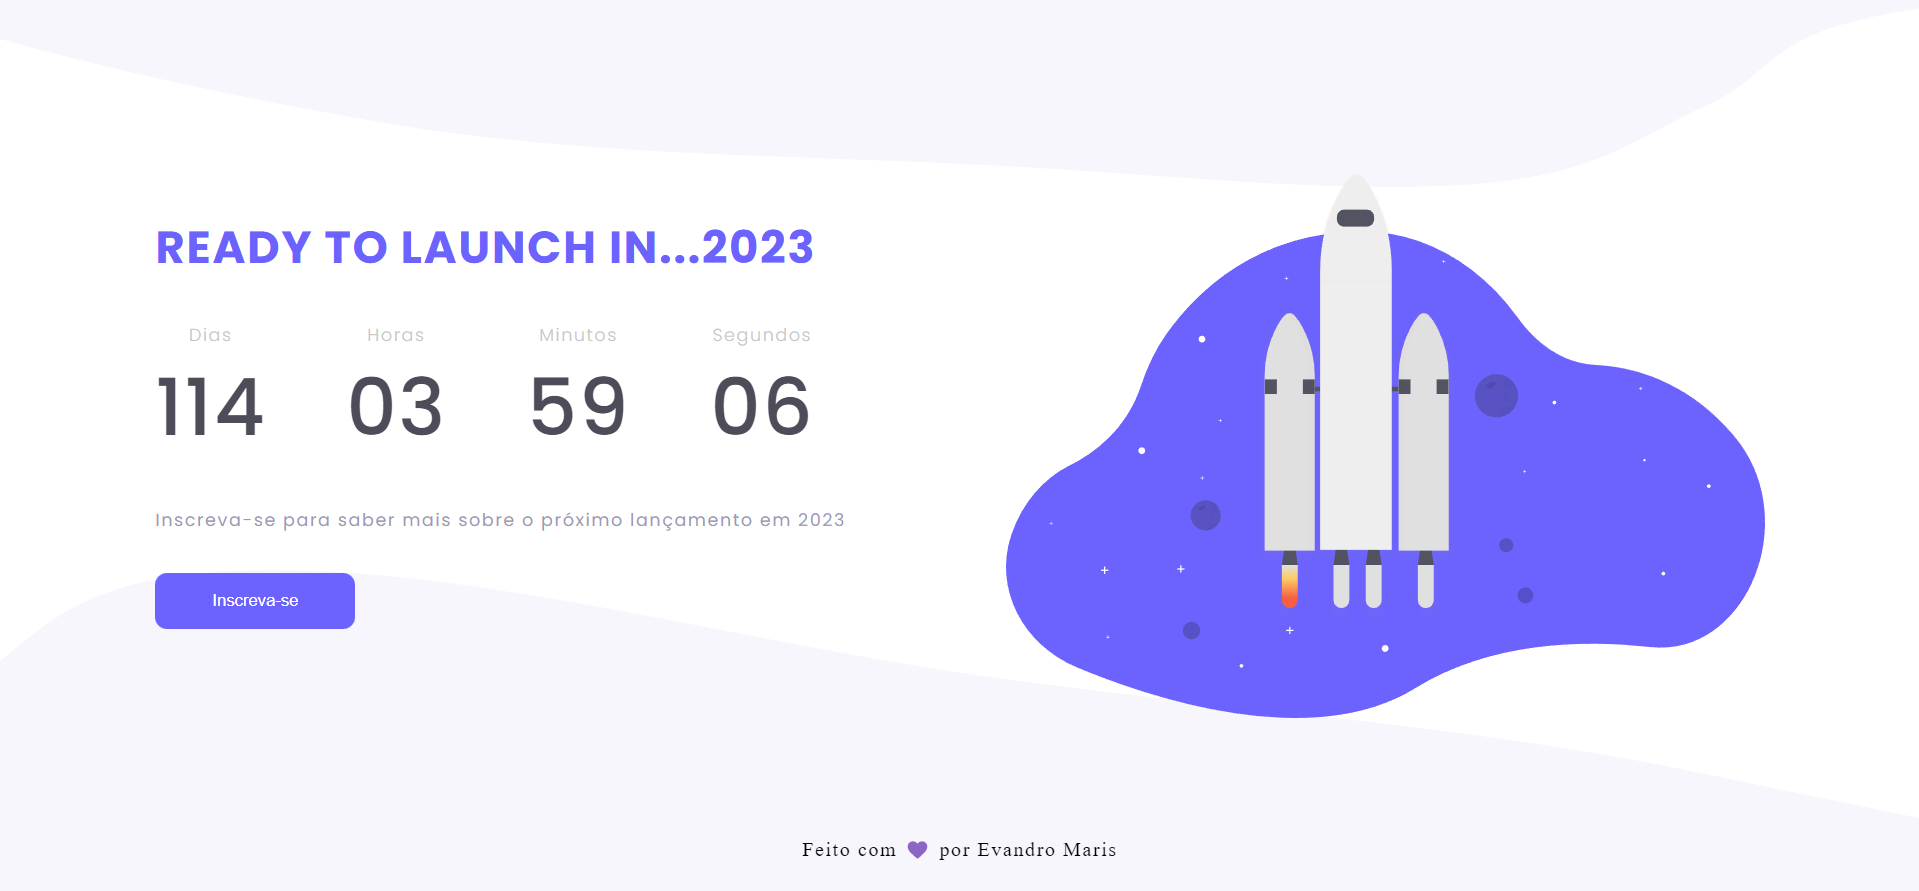 READY TO LAUNCH IN...2023
Dias Horas Minutos Segundos
114 03 59 06
Inscreva-se para saber mais sobre o próximo lançamento em 2023
Inscreva-se
Feito com 💜 por Evandro Maris